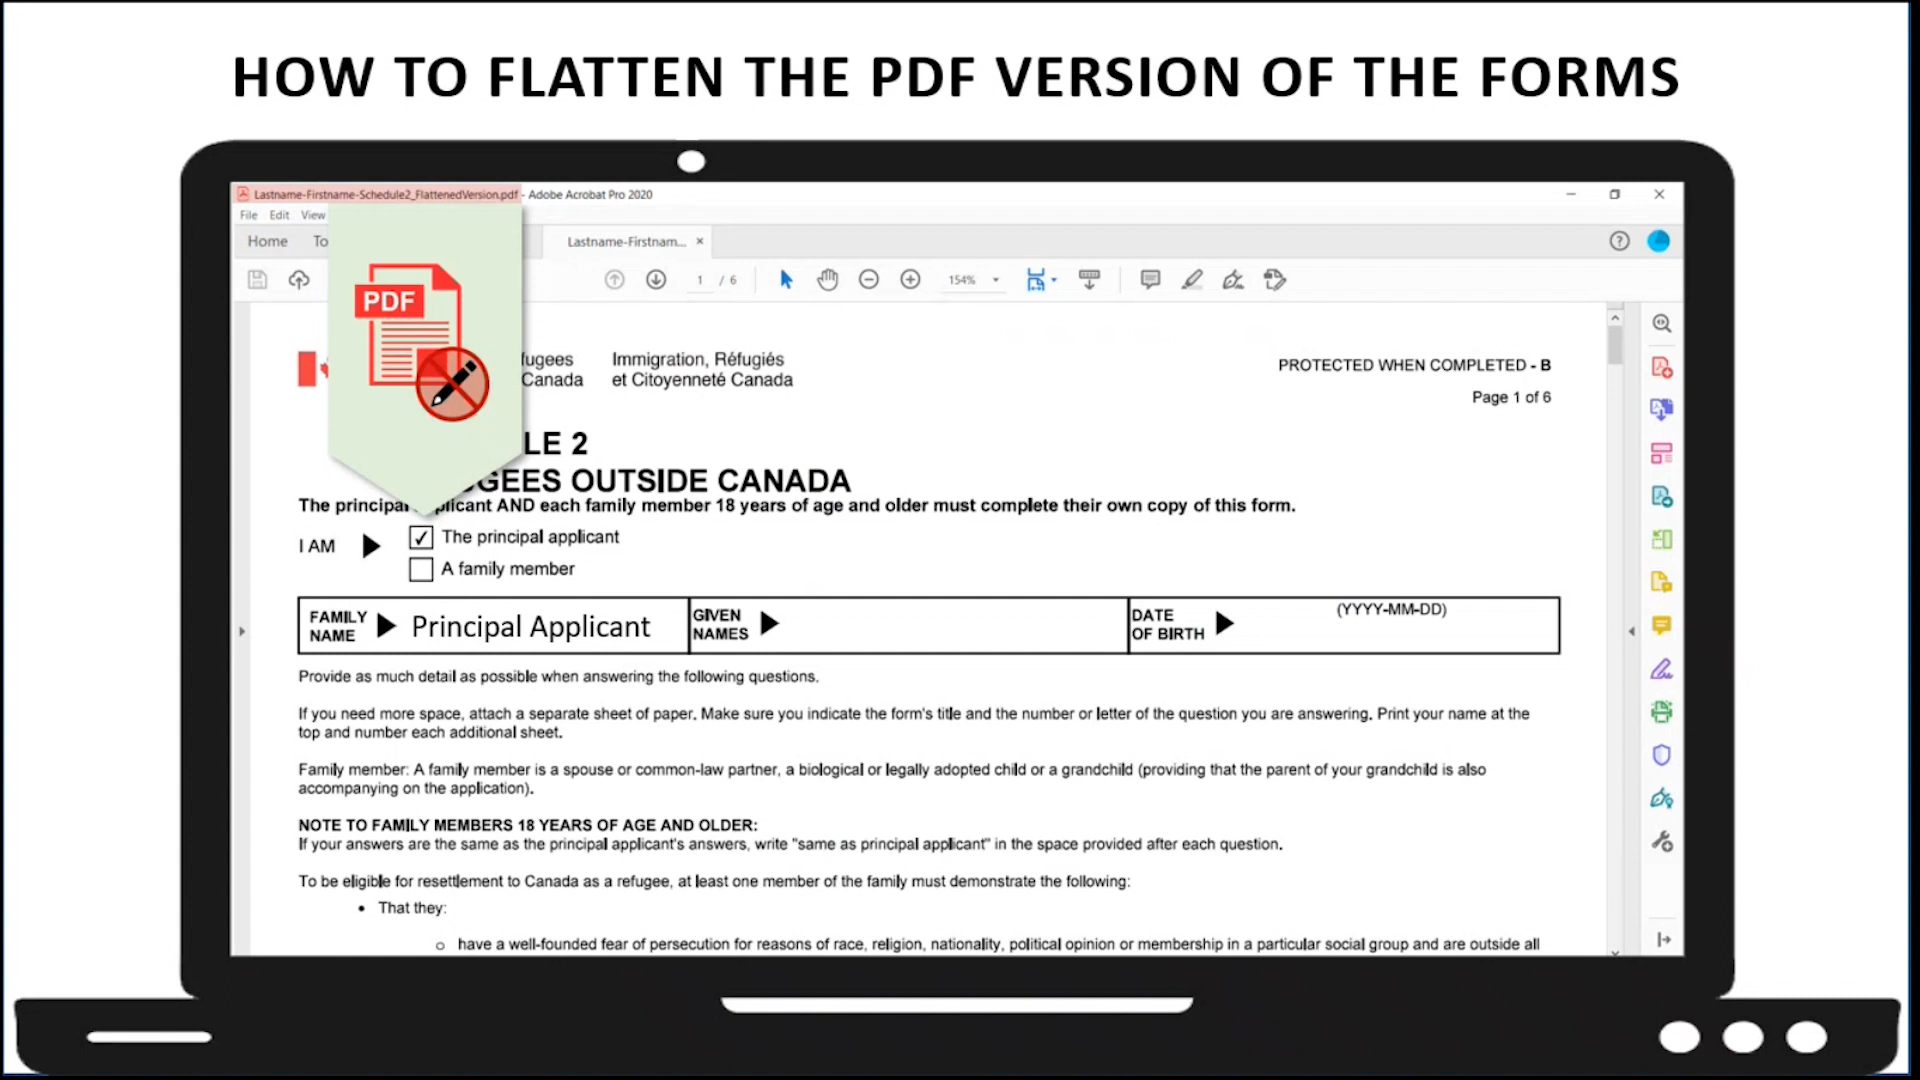 HOW TO FLATTEN THE PDF VERSION OF THE FORMS
Lastname-Firstname-Schedule2_FlattenedVersion.pdf - Adobe Acrobat Pro 2020
File Edit View
Home To Lastname-Firstnam... ×
1 / 6 154%
PDF
fugees
Canada
Immigration, Réfugiés
et Citoyenneté Canada
PROTECTED WHEN COMPLETED - B
Page 1 of 6
LE 2
GEES OUTSIDE CANADA
The principal applicant AND each family member 18 years of age and older must complete their own copy of this form.
I AM
The principal applicant
A family member
FAMILY
NAME
Principal Applicant
GIVEN
NAMES
DATE
OF BIRTH
(YYYY-MM-DD)
Provide as much detail as possible when answering the following questions.
If you need more space, attach a separate sheet of paper. Make sure you indicate the form's title and the number or letter of the question you are answering. Print your name at the
top and number each additional sheet.
Family member: A family member is a spouse or common-law partner, a biological or legally adopted child or a grandchild (providing that the parent of your grandchild is also
accompanying on the application).
NOTE TO FAMILY MEMBERS 18 YEARS OF AGE AND OLDER:
If your answers are the same as the principal applicant's answers, write "same as principal applicant" in the space provided after each question.
To be eligible for resettlement to Canada as a refugee, at least one member of the family must demonstrate the following:
• That they:
o have a well-founded fear of persecution for reasons of race, religion, nationality, political opinion or membership in a particular social group and are outside all